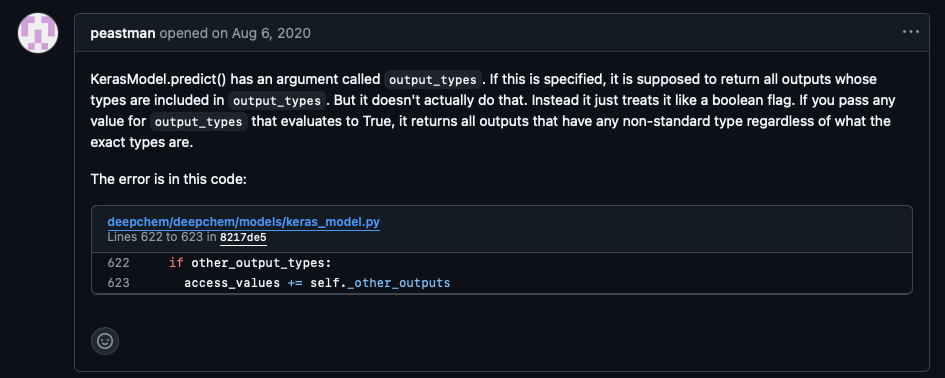 peastman opened on Aug 6, 2020
KerasModel.predict() has an argument called output_types. If this is specified, it is supposed to return all outputs whose
types are included in output_types. But it doesn't actually do that. Instead it just treats it like a boolean flag. If you pass any
value for output_types that evaluates to True, it returns all outputs that have any non-standard type regardless of what the
exact types are.
The error is in this code:
deepchem/deepchem/models/keras_model.py
Lines 622 to 623 in 8217de5
622 if other_output_types:
623 access_values += self._other_outputs